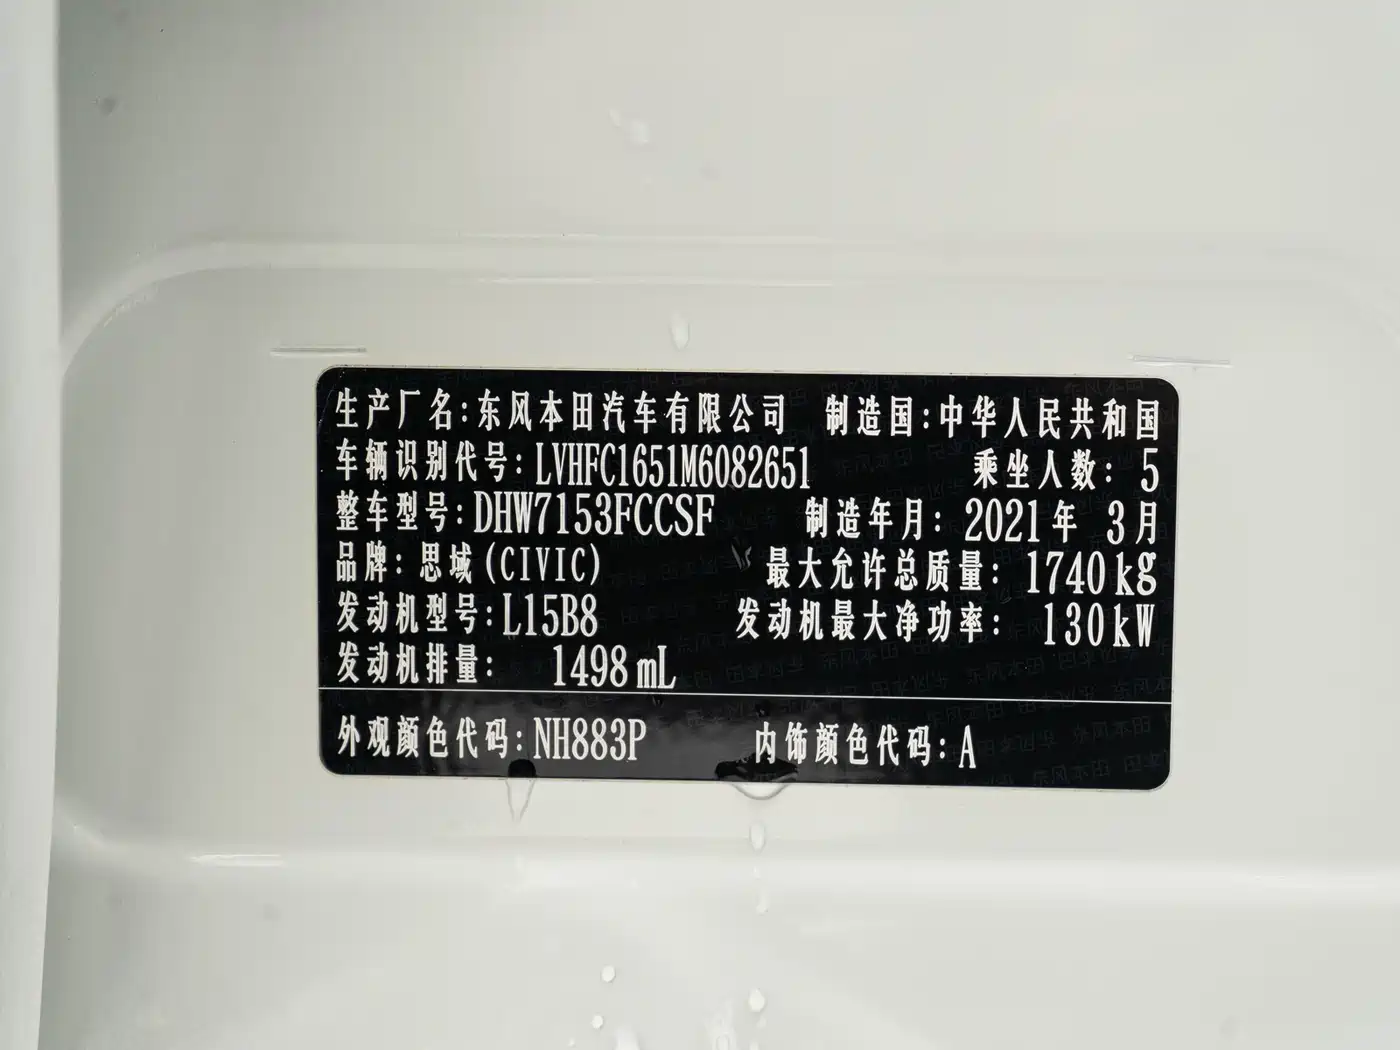 生产厂名:东风本田汽车有限公司 制造国:中华人民共和国
车辆识别代号:LVHFC1651M6082651 乘坐人数: 5
整车型号:DHW7153FCCSF 制造年月: 2021年 3月
品牌: 思域(CIVIC) 最大允许总质量: 1740kg
发动机型号:L15B8 发动机最大净功率: 130kW
发动机排量: 1498mL
外观颜色代码:NH883P 内饰颜色代码:A